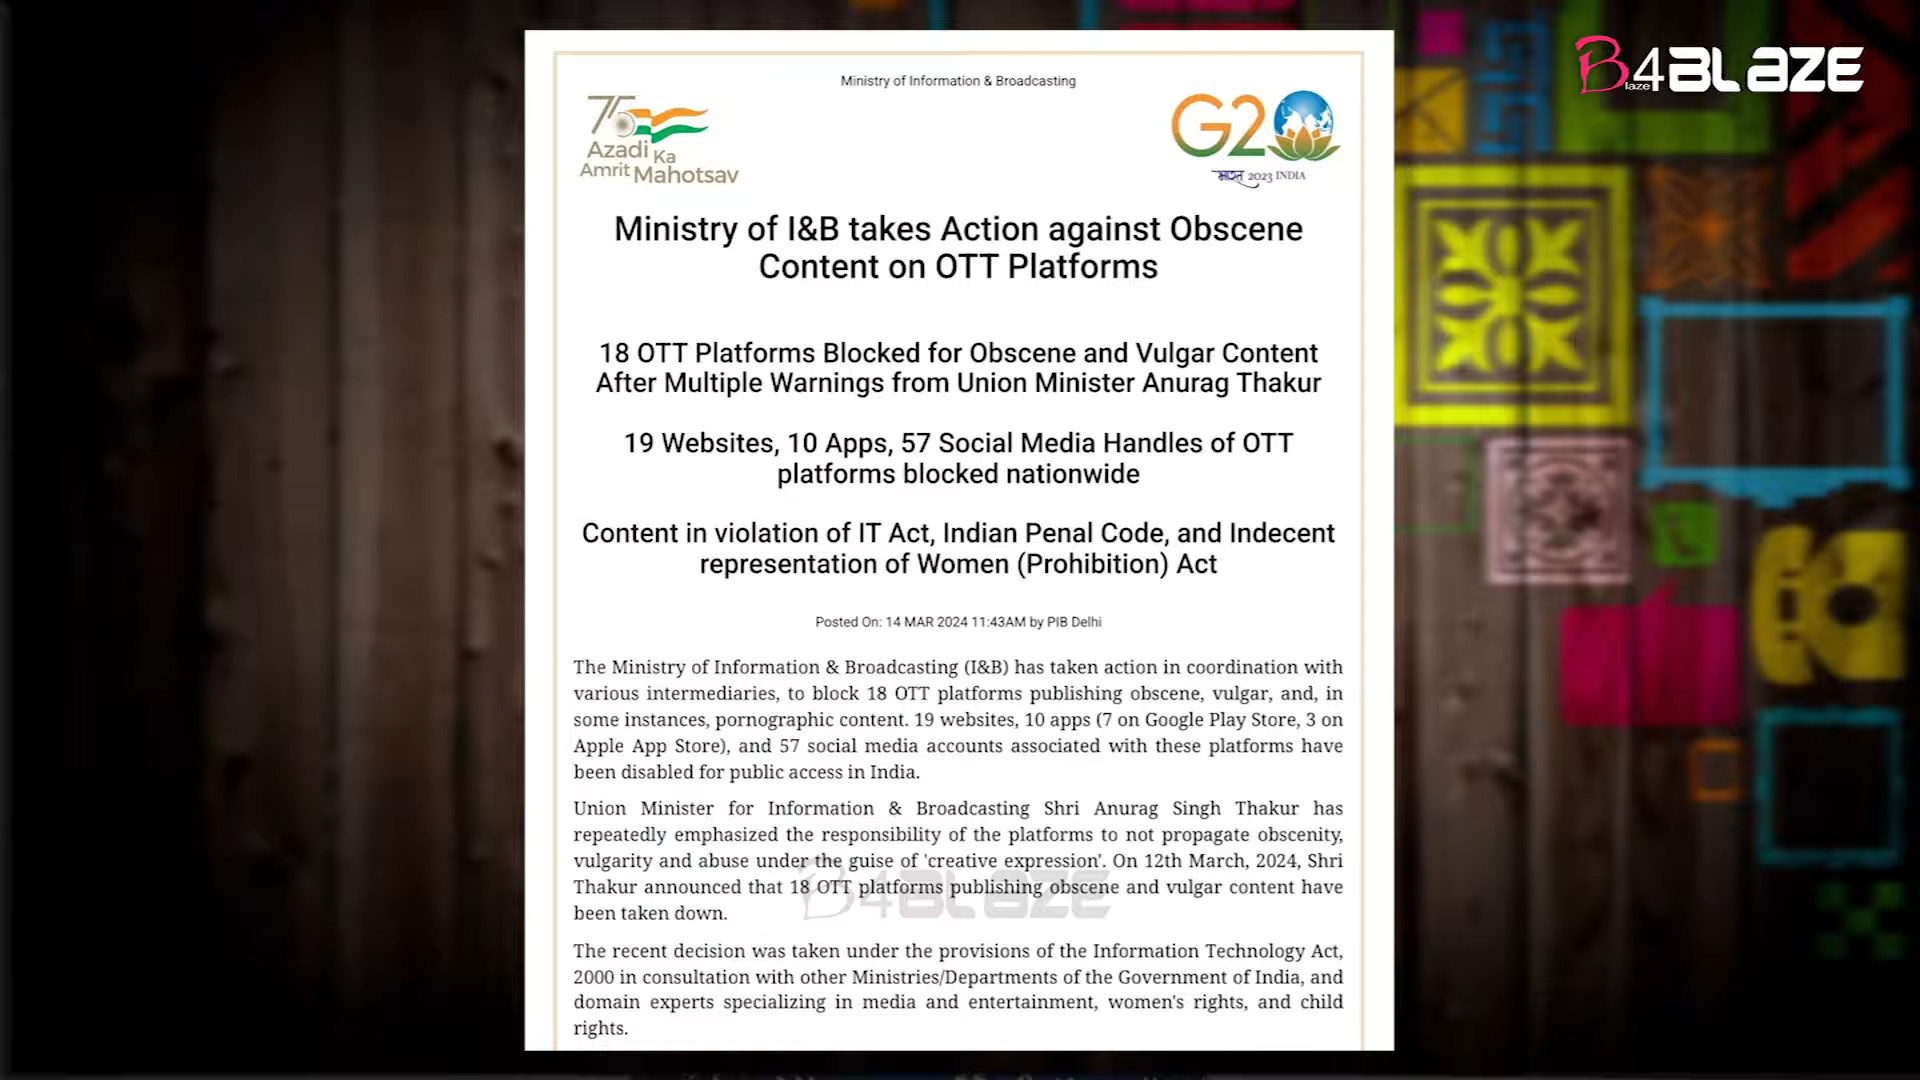 B4BLAZE
laze
Ministry of Information & Broadcasting
75
Azadi Ka
Amrit Mahotsav
G20
भारत 2023 INDIA
Ministry of I&B takes Action against Obscene
Content on OTT Platforms
18 OTT Platforms Blocked for Obscene and Vulgar Content
After Multiple Warnings from Union Minister Anurag Thakur
19 Websites, 10 Apps, 57 Social Media Handles of OTT
platforms blocked nationwide
Content in violation of IT Act, Indian Penal Code, and Indecent
representation of Women (Prohibition) Act
Posted On: 14 MAR 2024 11:43AM by PIB Delhi
The Ministry of Information & Broadcasting (I&B) has taken action in coordination with
various intermediaries, to block 18 OTT platforms publishing obscene, vulgar, and, in
some instances, pornographic content. 19 websites, 10 apps (7 on Google Play Store, 3 on
Apple App Store), and 57 social media accounts associated with these platforms have
been disabled for public access in India.
Union Minister for Information & Broadcasting Shri Anurag Singh Thakur has
repeatedly emphasized the responsibility of the platforms to not propagate obscenity,
vulgarity and abuse under the guise of 'creative expression'. On 12th March, 2024, Shri
Thakur announced that 18 OTT platforms publishing obscene and vulgar content have
been taken down.
B4BLAZE
The recent decision was taken under the provisions of the Information Technology Act,
2000 in consultation with other Ministries/Departments of the Government of India, and
domain experts specializing in media and entertainment, women's rights, and child
rights.